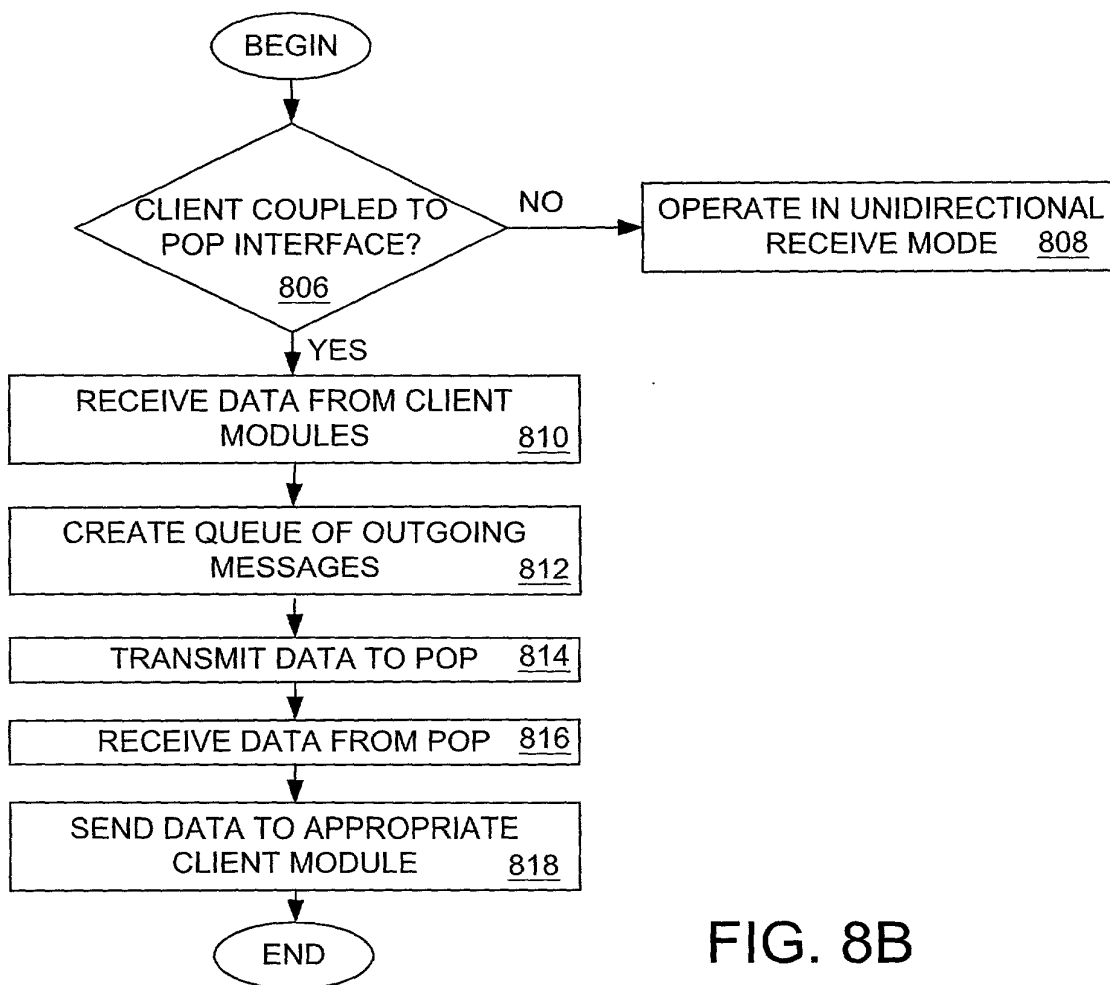 BEGIN
CLIENT COUPLED TO
POP INTERFACE?
806
NO
OPERATE IN UNIDIRECTIONAL
RECEIVE MODE 808
YES
RECEIVE DATA FROM CLIENT
MODULES 810
CREATE QUEUE OF OUTGOING
MESSAGES 812
TRANSMIT DATA TO POP 814
RECEIVE DATA FROM POP 816
SEND DATA TO APPROPRIATE
CLIENT MODULE 818
END
FIG. 8B